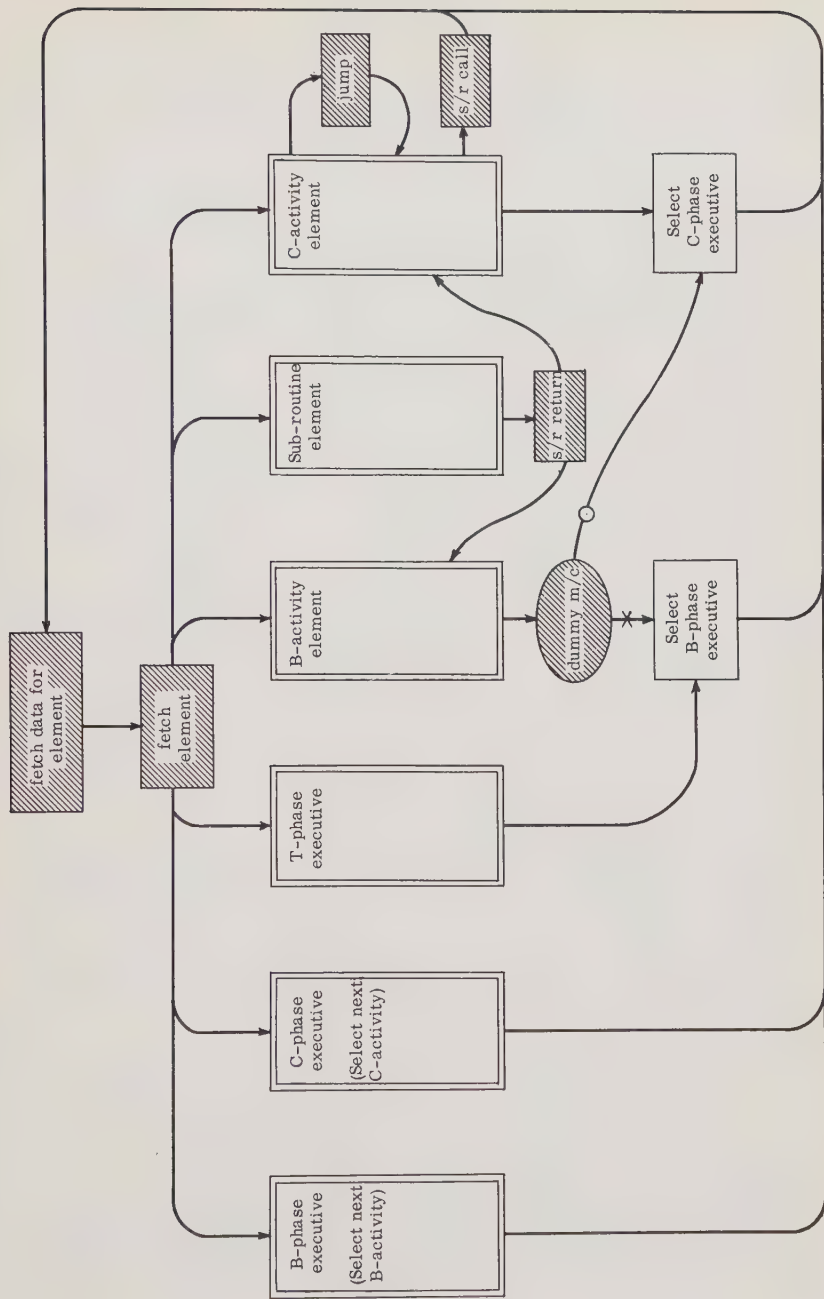 fetch data for
element
fetch
element
B-phase
executive
(Select next
B-activity)
C-phase
executive
(Select next
C-activity)
T-phase
executive
B-activity
element
Sub-routine
element
C-activity
element
jump
s/r call
s/r return
dummy m/c
Select
B-phase
executive
Select
C-phase
executive